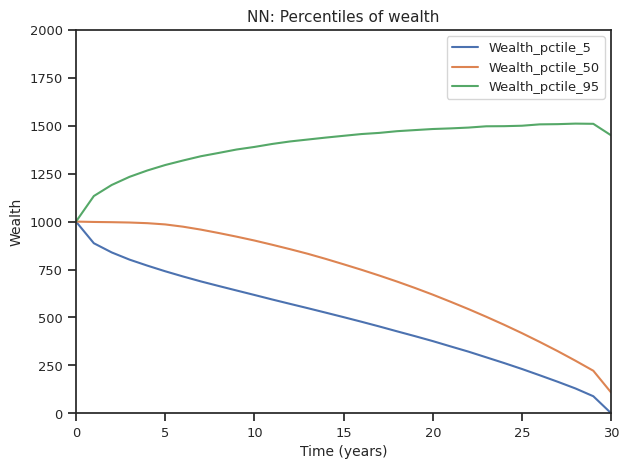 NN: Percentiles of wealth
Wealth_pctile_5
Wealth_pctile_50
Wealth_pctile_95
Wealth
2000
1750
1500
1250
1000
750
500
250
0
0 5 10 15 20 25 30
Time (years)